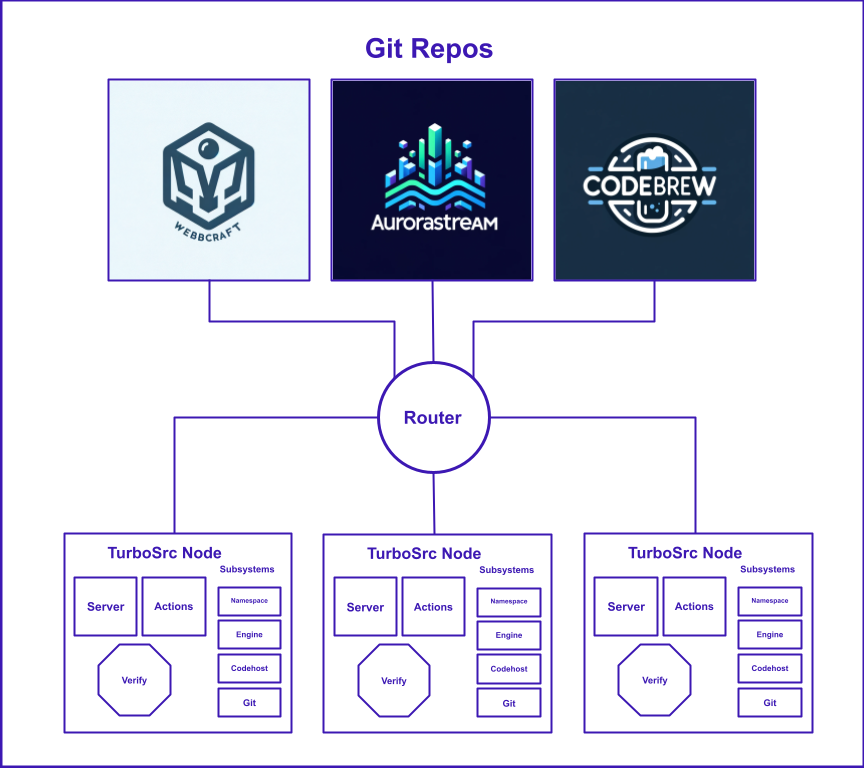 Git Repos
WEBBCRAFT
AurorastreAM
CODEBREW
Router
TurboSrc Node
Subsystems
Server
Actions
Namespace
Engine
Verify
Codehost
Git
TurboSrc Node
Subsystems
Server
Actions
Namespace
Engine
Verify
Codehost
Git
TurboSrc Node
Subsystems
Server
Actions
Namespace
Engine
Verify
Codehost
Git